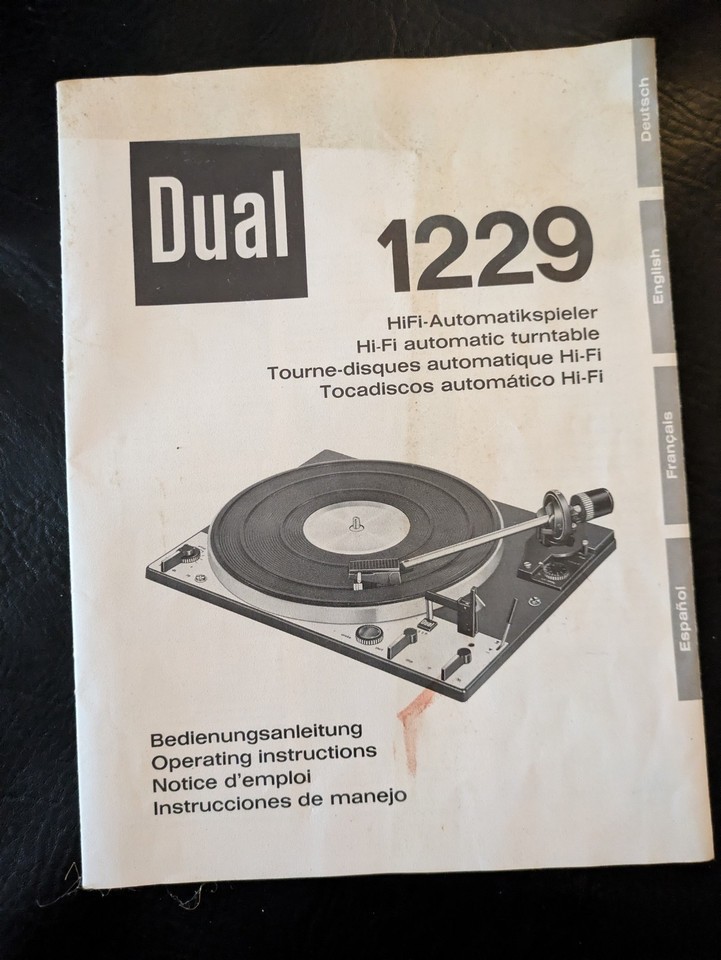 Dual
1229
HiFi-Automatikspieler
Hi-Fi automatic turntable
Tourne-disques automatique Hi-Fi
Tocadiscos automático Hi-Fi
Deutsch
English
Français
Español
Dual
Bedienungsanleitung
Operating instructions
Notice d'emploi
Instrucciones de manejo